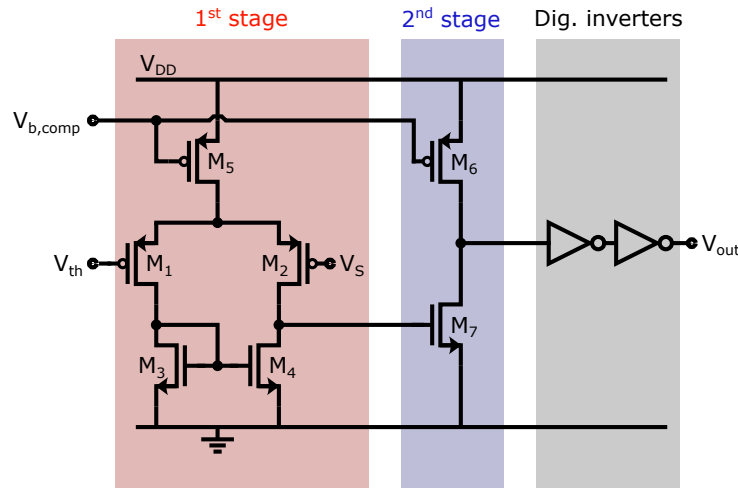 1st stage
2nd stage
Dig. inverters
VDD
Vb,comp
M5
M6
Vth
M1
M2
VS
Vout
M7
M3
M4